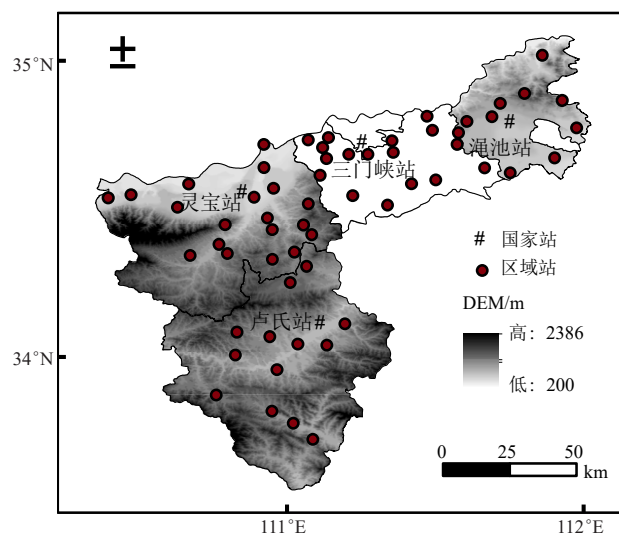 35°N
±
#
渑池站
#
三门峡站
#
灵宝站
# 国家站
区域站
DEM/m
卢氏站#
高: 2386
低: 200
34°N
0 25 50
km
111°E 112°E